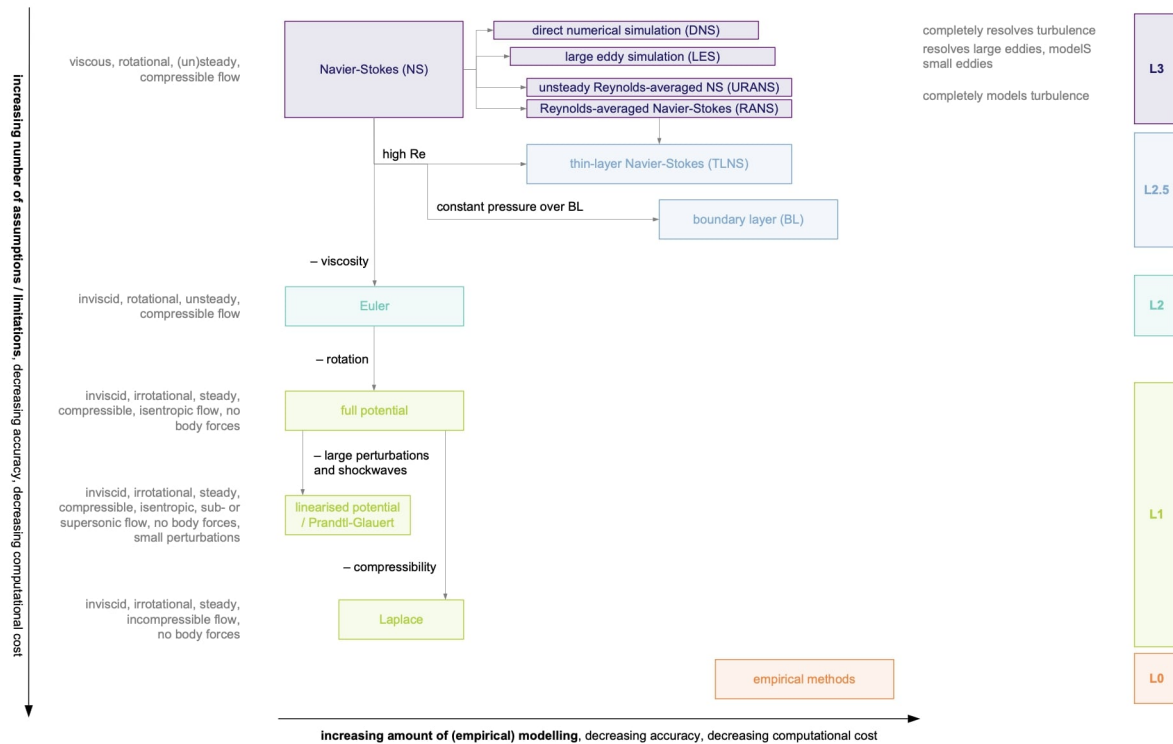 direct numerical simulation (DNS)
completely resolves turbulence
viscous, rotational, (un)steady,
compressible flow
Navier-Stokes (NS)
large eddy simulation (LES)
resolves large eddies, modelS
small eddies
L3
unsteady Reynolds-averaged NS (URANS)
Reynolds-averaged Navier-Stokes (RANS)
completely models turbulence
high Re
thin-layer Navier-Stokes (TLNS)
L2.5
constant pressure over BL
boundary layer (BL)
– viscosity
inviscid, rotational, unsteady,
compressible flow
Euler
L2
– rotation
inviscid, irrotational, steady,
compressible, isentropic flow, no
body forces
full potential
– large perturbations
and shockwaves
inviscid, irrotational, steady,
compressible, isentropic, sub- or
supersonic flow, no body forces,
small perturbations
linearised potential
/ Prandtl-Glauert
L1
– compressibility
inviscid, irrotational, steady,
incompressible flow,
no body forces
Laplace
empirical methods
L0
increasing number of assumptions / limitations, decreasing accuracy, decreasing computational cost
increasing amount of (empirical) modelling, decreasing accuracy, decreasing computational cost